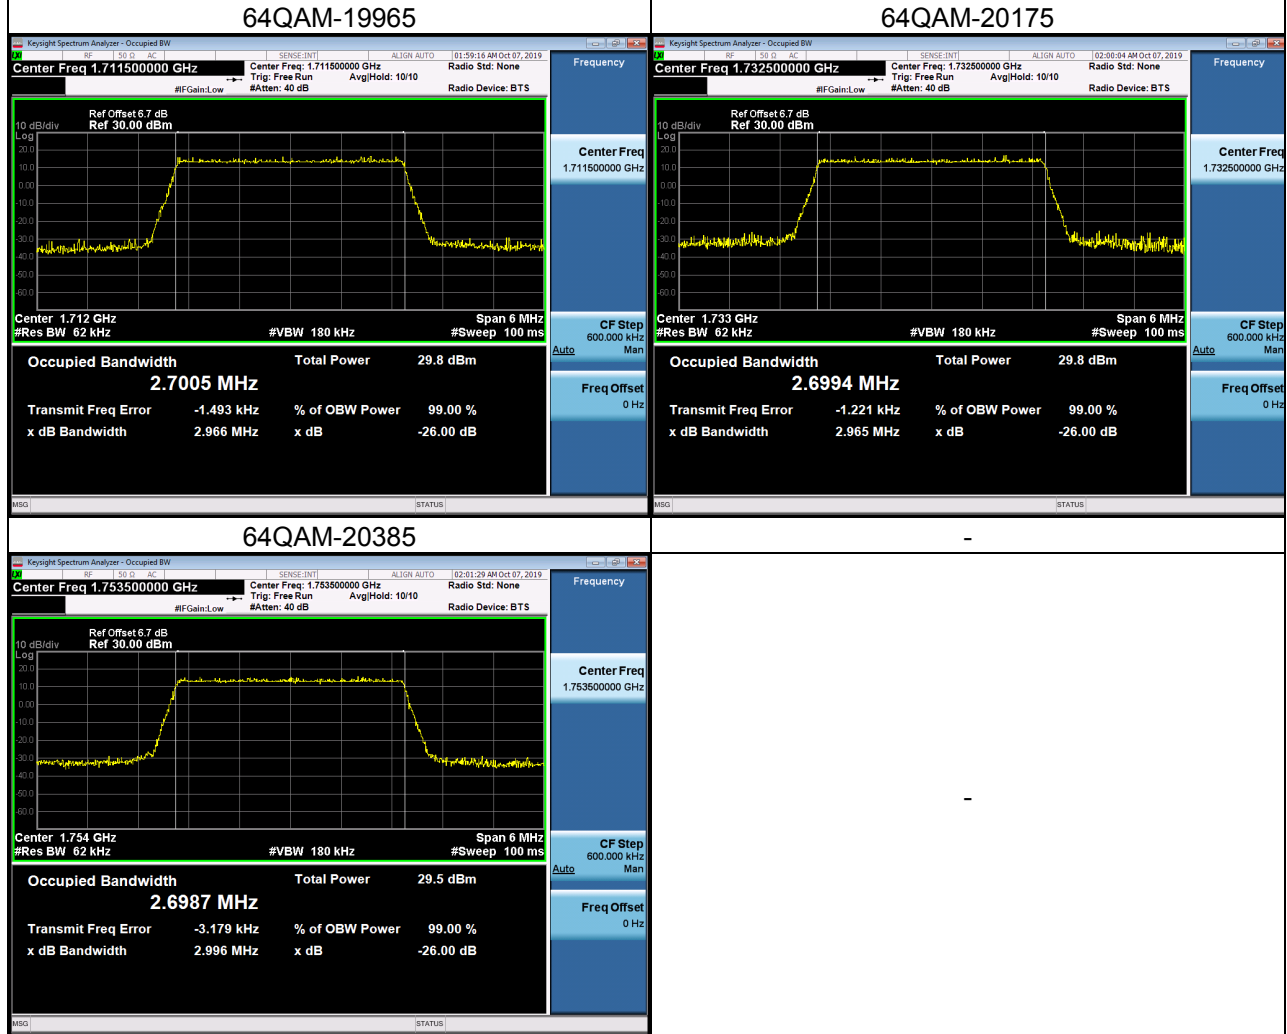 64QAM-19965
Keysight Spectrum Analyzer - Occupied BW
LXI RF 50 Ω AC SENSE:INT ALIGN AUTO 01:59:16 AM Oct 07, 2019
Center Freq 1.711500000 GHz
Center Freq: 1.711500000 GHz Radio Std: None
Trig: Free Run Avg|Hold: 10/10
#IFGain:Low #Atten: 40 dB Radio Device: BTS
Frequency
Ref Offset 6.7 dB
10 dB/div Ref 30.00 dBm
Log
20.0
10.0
0.00
-10.0
-20.0
-30.0
-40.0
-50.0
-60.0
Center 1.712 GHz Span 6 MHz
#Res BW 62 kHz #VBW 180 kHz #Sweep 100 ms
Occupied Bandwidth Total Power 29.8 dBm
2.7005 MHz
Transmit Freq Error -1.493 kHz % of OBW Power 99.00 %
x dB Bandwidth 2.966 MHz x dB -26.00 dB
Center Freq
1.711500000 GHz
CF Step
600.000 kHz
Auto Man
Freq Offset
0 Hz
MSG STATUS
64QAM-20175
Keysight Spectrum Analyzer - Occupied BW
LXI RF 50 Ω AC SENSE:INT ALIGN AUTO 02:00:04 AM Oct 07, 2019
Center Freq 1.732500000 GHz
Center Freq: 1.732500000 GHz Radio Std: None
Trig: Free Run Avg|Hold: 10/10
#IFGain:Low #Atten: 40 dB Radio Device: BTS
Frequency
Ref Offset 6.7 dB
10 dB/div Ref 30.00 dBm
Log
20.0
10.0
0.00
-10.0
-20.0
-30.0
-40.0
-50.0
-60.0
Center 1.733 GHz Span 6 MHz
#Res BW 62 kHz #VBW 180 kHz #Sweep 100 ms
Occupied Bandwidth Total Power 29.8 dBm
2.6994 MHz
Transmit Freq Error -1.221 kHz % of OBW Power 99.00 %
x dB Bandwidth 2.965 MHz x dB -26.00 dB
Center Freq
1.732500000 GHz
CF Step
600.000 kHz
Auto Man
Freq Offset
0 Hz
MSG STATUS
64QAM-20385
Keysight Spectrum Analyzer - Occupied BW
LXI RF 50 Ω AC SENSE:INT ALIGN AUTO 02:01:29 AM Oct 07, 2019
Center Freq 1.753500000 GHz
Center Freq: 1.753500000 GHz Radio Std: None
Trig: Free Run Avg|Hold: 10/10
#IFGain:Low #Atten: 40 dB Radio Device: BTS
Frequency
Ref Offset 6.7 dB
10 dB/div Ref 30.00 dBm
Log
20.0
10.0
0.00
-10.0
-20.0
-30.0
-40.0
-50.0
-60.0
Center 1.754 GHz Span 6 MHz
#Res BW 62 kHz #VBW 180 kHz #Sweep 100 ms
Occupied Bandwidth Total Power 29.5 dBm
2.6987 MHz
Transmit Freq Error -3.179 kHz % of OBW Power 99.00 %
x dB Bandwidth 2.996 MHz x dB -26.00 dB
Center Freq
1.753500000 GHz
CF Step
600.000 kHz
Auto Man
Freq Offset
0 Hz
MSG STATUS
-
-